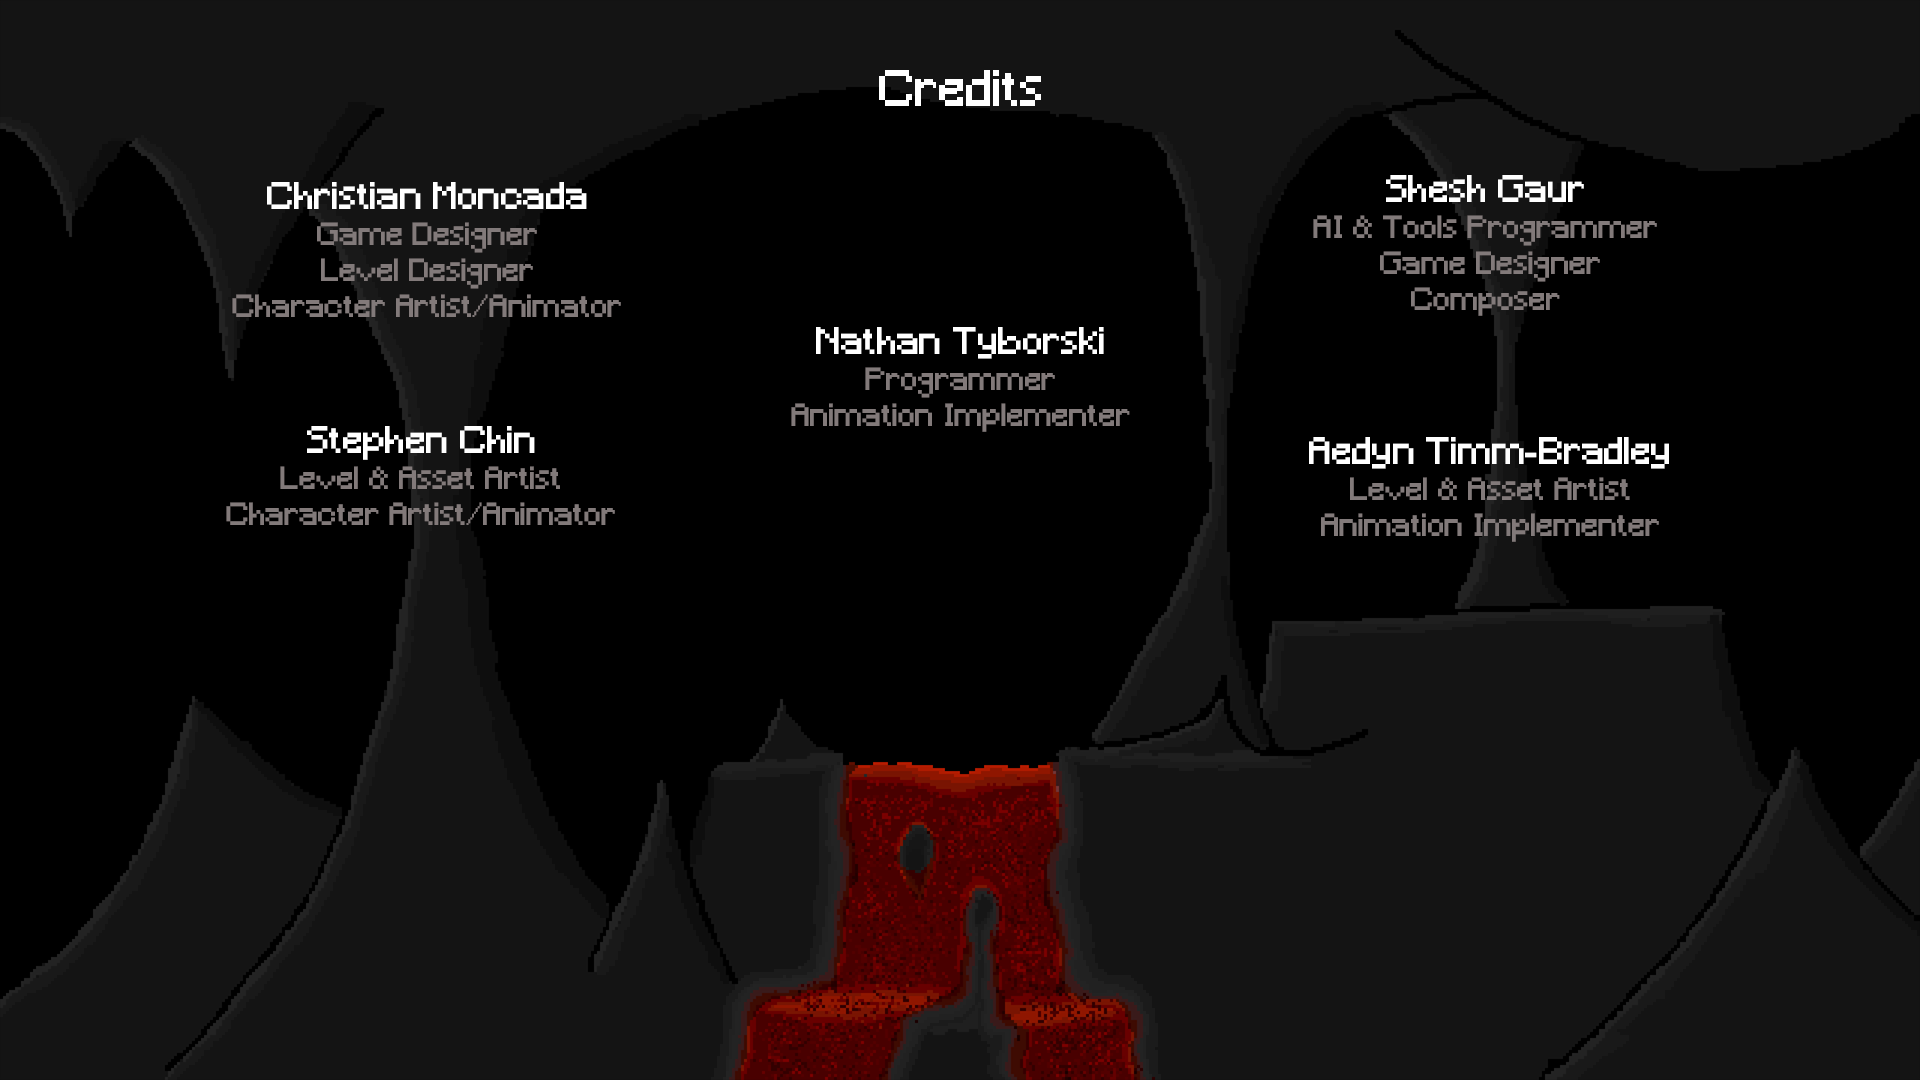 Credits
Christian Moncada
Game Designer
Level Designer
Character Artist/Animator
Stephen Chin
Level & Asset Artist
Character Artist/Animator
Nathan Tyborski
Programmer
Animation Implementer
Shesh Gaur
AI & Tools Programmer
Game Designer
Composer
Aedyn Timm-Bradley
Level & Asset Artist
Animation Implementer